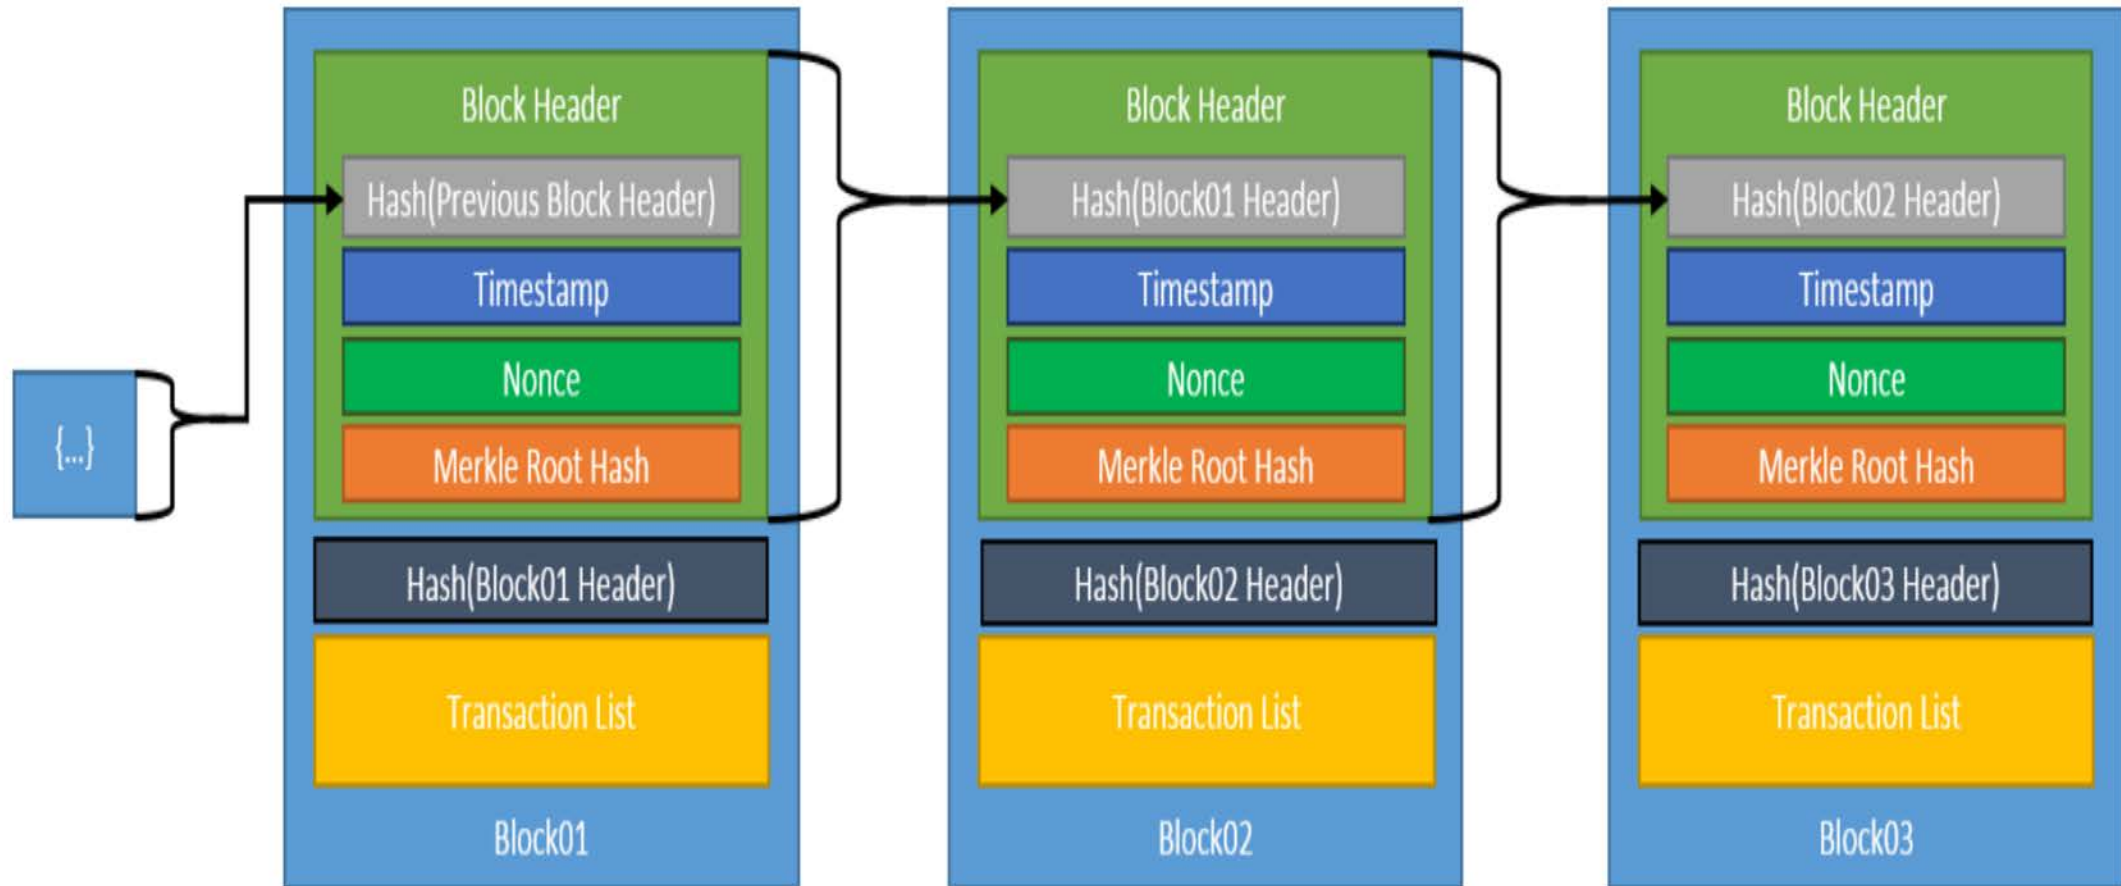 {...}
Block Header
Hash(Previous Block Header)
Timestamp
Nonce
Merkle Root Hash
Hash(Block01 Header)
Transaction List
Block01
Block Header
Hash(Block01 Header)
Timestamp
Nonce
Merkle Root Hash
Hash(Block02 Header)
Transaction List
Block02
Block Header
Hash(Block02 Header)
Timestamp
Nonce
Merkle Root Hash
Hash(Block03 Header)
Transaction List
Block03